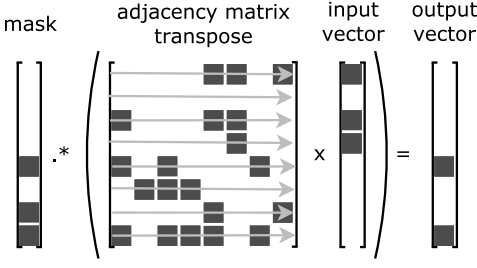 mask
adjacency matrix
transpose
input
vector
output
vector
.* ( x ) =